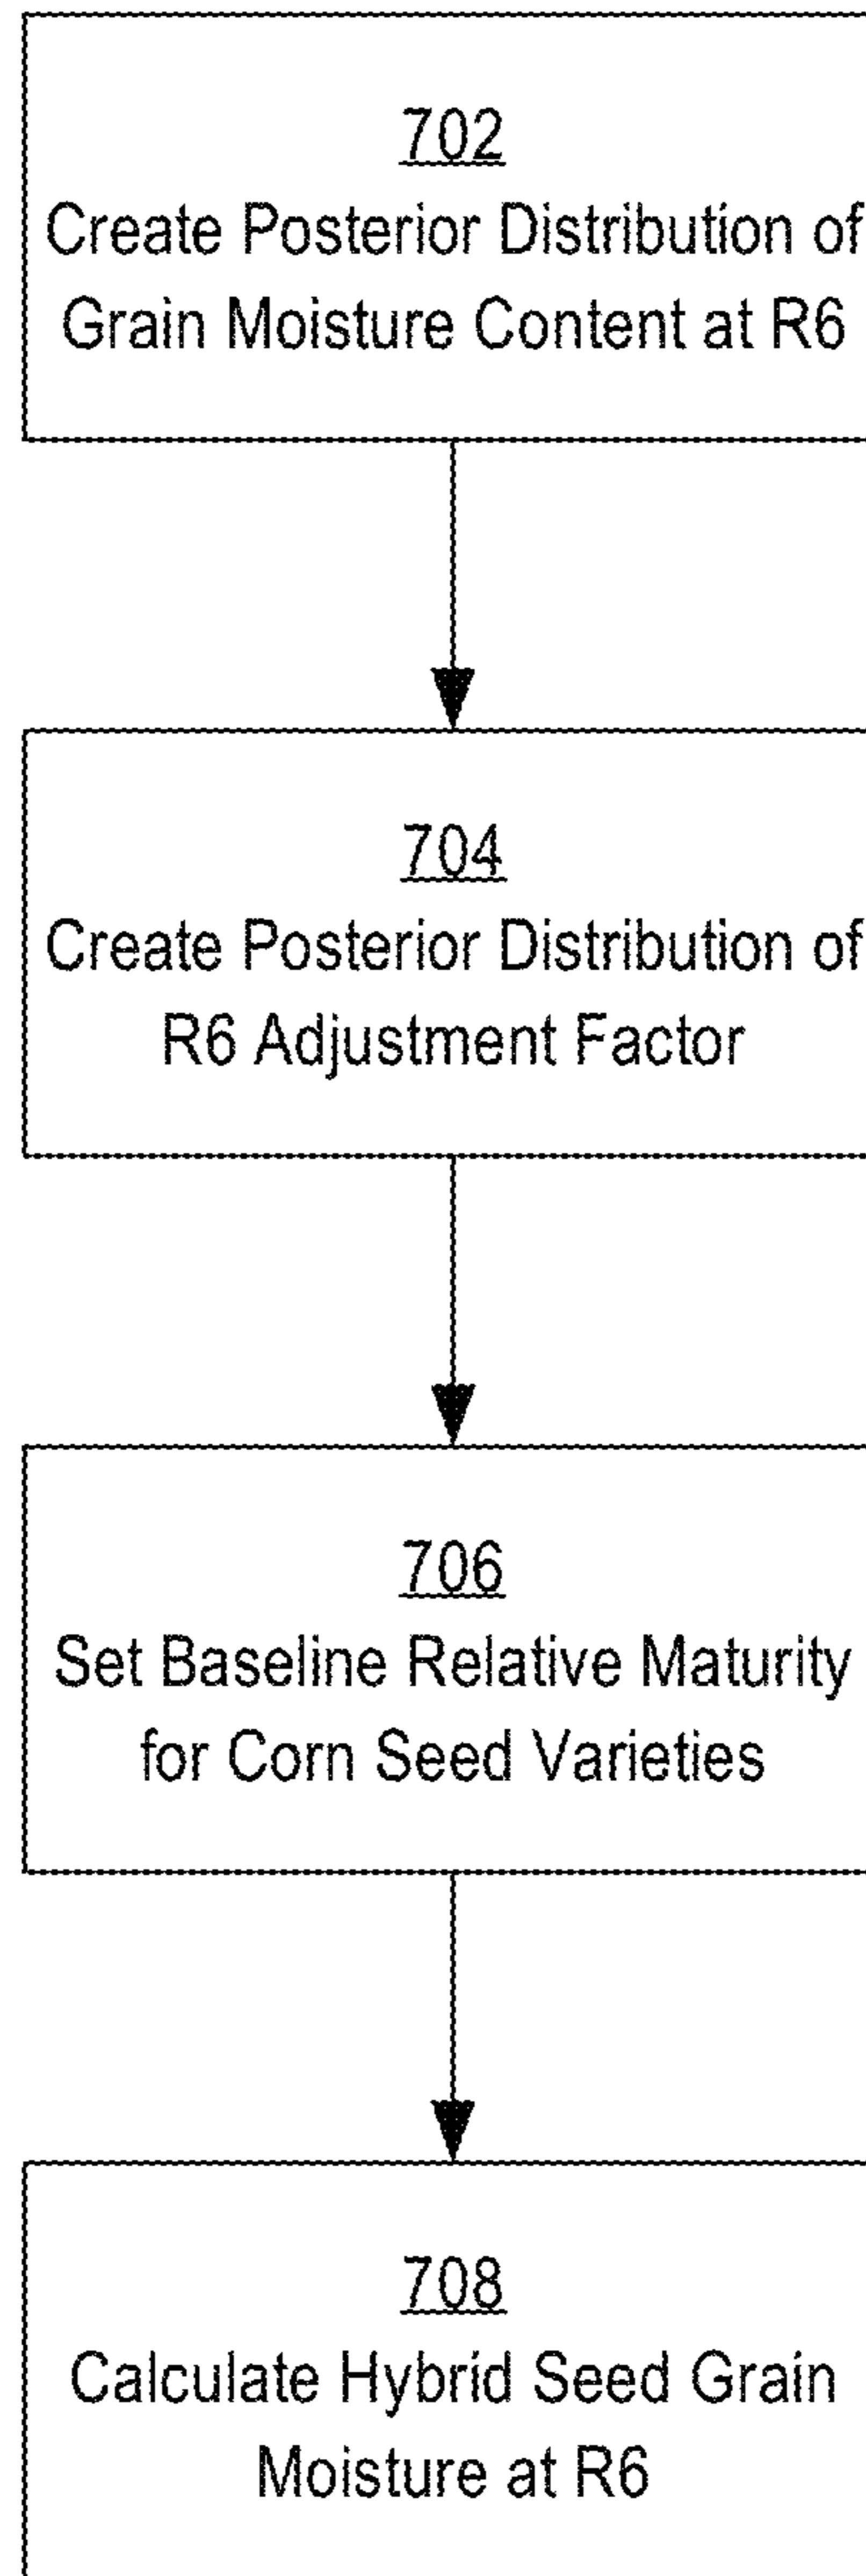 702
Create Posterior Distribution of
Grain Moisture Content at R6
704
Create Posterior Distribution of
R6 Adjustment Factor
706
Set Baseline Relative Maturity
for Corn Seed Varieties
708
Calculate Hybrid Seed Grain
Moisture at R6